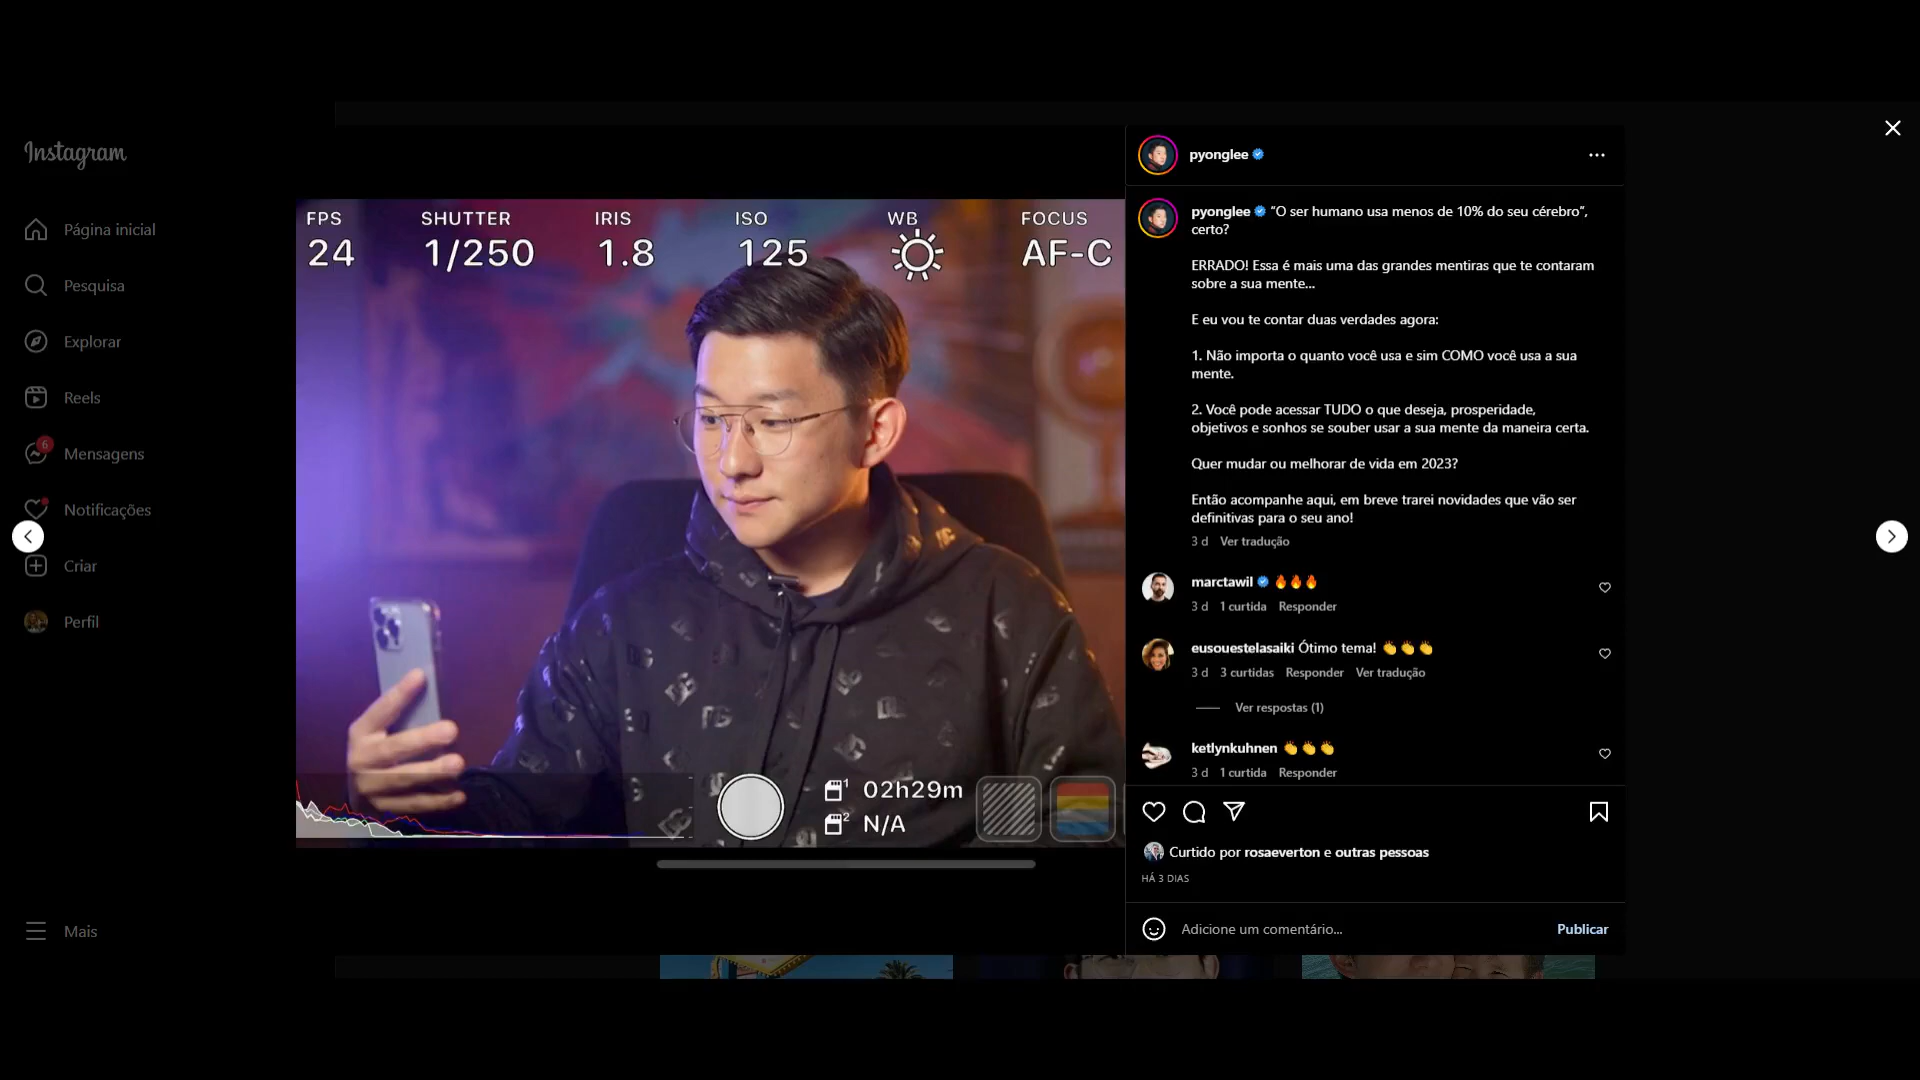 Instagram
Página inicial
Pesquisa
Explorar
Reels
6
Mensagens
Notificações
Criar
Perfil
Mais
FPS
24
SHUTTER
1/250
IRIS
1.8
ISO
125
WB
FOCUS
AF-C
1 02h29m
2 N/A
pyonglee
pyonglee “O ser humano usa menos de 10% do seu cérebro”,
certo?
ERRADO! Essa é mais uma das grandes mentiras que te contaram
sobre a sua mente...
E eu vou te contar duas verdades agora:
1. Não importa o quanto você usa e sim COMO você usa a sua
mente.
2. Você pode acessar TUDO o que deseja, prosperidade,
objetivos e sonhos se souber usar a sua mente da maneira certa.
Quer mudar ou melhorar de vida em 2023?
Então acompanhe aqui, em breve trarei novidades que vão ser
definitivas para o seu ano!
3 d Ver tradução
marctawil 🔥🔥🔥
3 d 1 curtida Responder
eusouestelasaiki Ótimo tema! 👏👏👏
3 d 3 curtidas Responder Ver tradução
Ver respostas (1)
ketlynkuhnen 👏👏👏
3 d 1 curtida Responder
Curtido por rosaeverton e outras pessoas
HÁ 3 DIAS
Adicione um comentário...
Publicar